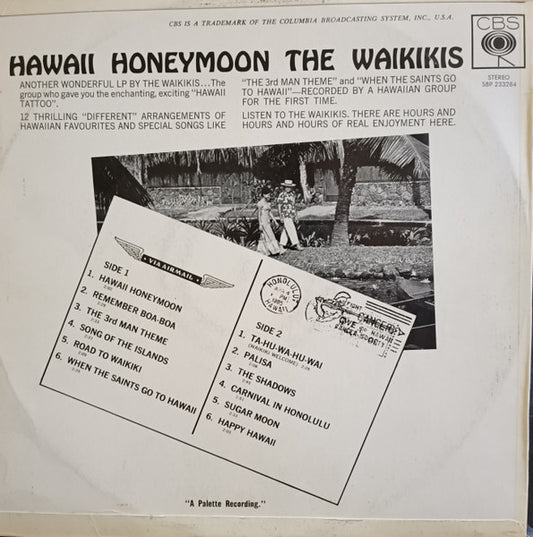 CBS IS A TRADEMARK OF THE COLUMBIA BROADCASTING SYSTEM, INC., U.S.A.
CBS
STEREO
SBP 233264
HAWAII HONEYMOON THE WAIKIKIS
ANOTHER WONDERFUL LP BY THE WAIKIKIS...The
group who gave you the enchanting, exciting "HAWAII
TATTOO".
12 THRILLING "DIFFERENT" ARRANGEMENTS OF
HAWAIIAN FAVOURITES AND SPECIAL SONGS LIKE
"THE 3rd MAN THEME" and "WHEN THE SAINTS GO
TO HAWAII"—RECORDED BY A HAWAIIAN GROUP
FOR THE FIRST TIME.
LISTEN TO THE WAIKIKIS. THERE ARE HOURS AND
HOURS AND HOURS OF REAL ENJOYMENT HERE.
VIA AIRMAIL
SIDE 1
1. HAWAII HONEYMOON
2. REMEMBER BOA-BOA
3. THE 3rd MAN THEME
4. SONG OF THE ISLANDS
5. ROAD TO WAIKIKI
6. WHEN THE SAINTS GO TO HAWAII
HONOLULU
PM
HAWAII
CANCER
SIDE 2
1. TA-HU-WA-HU-WAI
(WAIKIKI WELCOME)
2. PALISA
3. THE SHADOWS
4. CARNIVAL IN HONOLULU
5. SUGAR MOON
6. HAPPY HAWAII
"A Palette Recording."